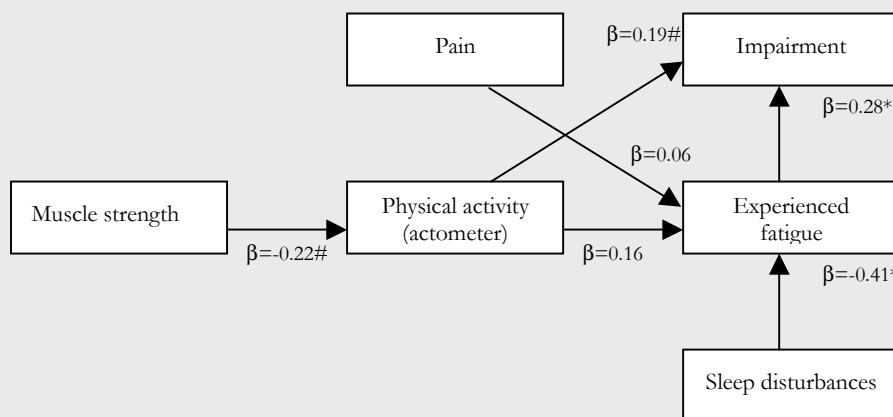 Pain
β=0.19#
Impairment
β=0.28*
β=0.06
Muscle strength
Physical activity
(actometer)
Experienced
fatigue
β=-0.22#
β=0.16
β=-0.41*
Sleep disturbances